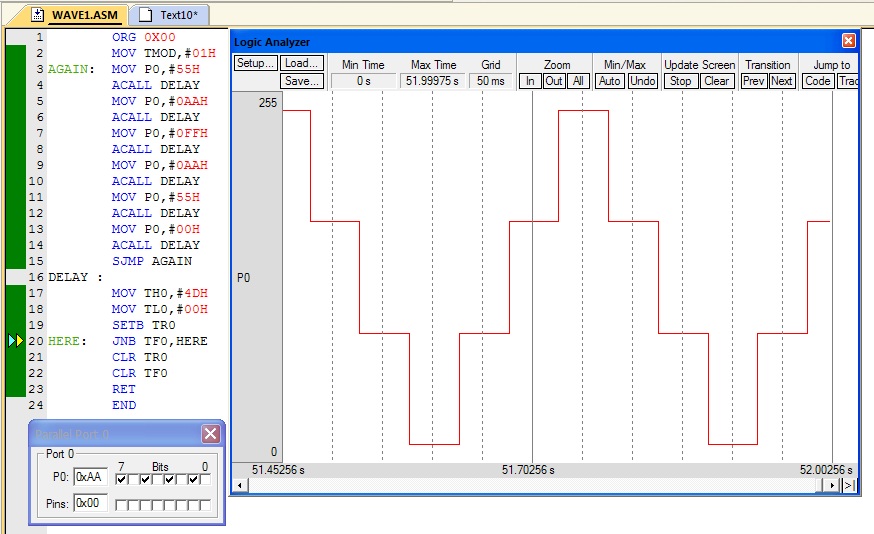 WAVE1.ASM Text10*
1 ORG 0X00
2 MOV TMOD,#01H
3 AGAIN: MOV P0,#55H
4 ACALL DELAY
5 MOV P0,#0AAH
6 ACALL DELAY
7 MOV P0,#0FFH
8 ACALL DELAY
9 MOV P0,#0AAH
10 ACALL DELAY
11 MOV P0,#55H
12 ACALL DELAY
13 MOV P0,#00H
14 ACALL DELAY
15 SJMP AGAIN
16 DELAY :
17 MOV TH0,#4DH
18 MOV TL0,#00H
19 SETB TR0
20 HERE: JNB TF0,HERE
21 CLR TR0
22 CLR TF0
23 RET
24 END
Logic Analyzer
Setup... Load... Min Time Max Time Grid Zoom Min/Max Update Screen Transition Jump to
Save... 0 s 51.99975 s 50 ms In Out All Auto Undo Stop Clear Prev Next Code Trac
255
P0
0
51.45256 s 51.70256 s 52.00256 s
>|
Parallel Port 0
Port 0
7 Bits 0
P0: 0xAA
Pins: 0x00